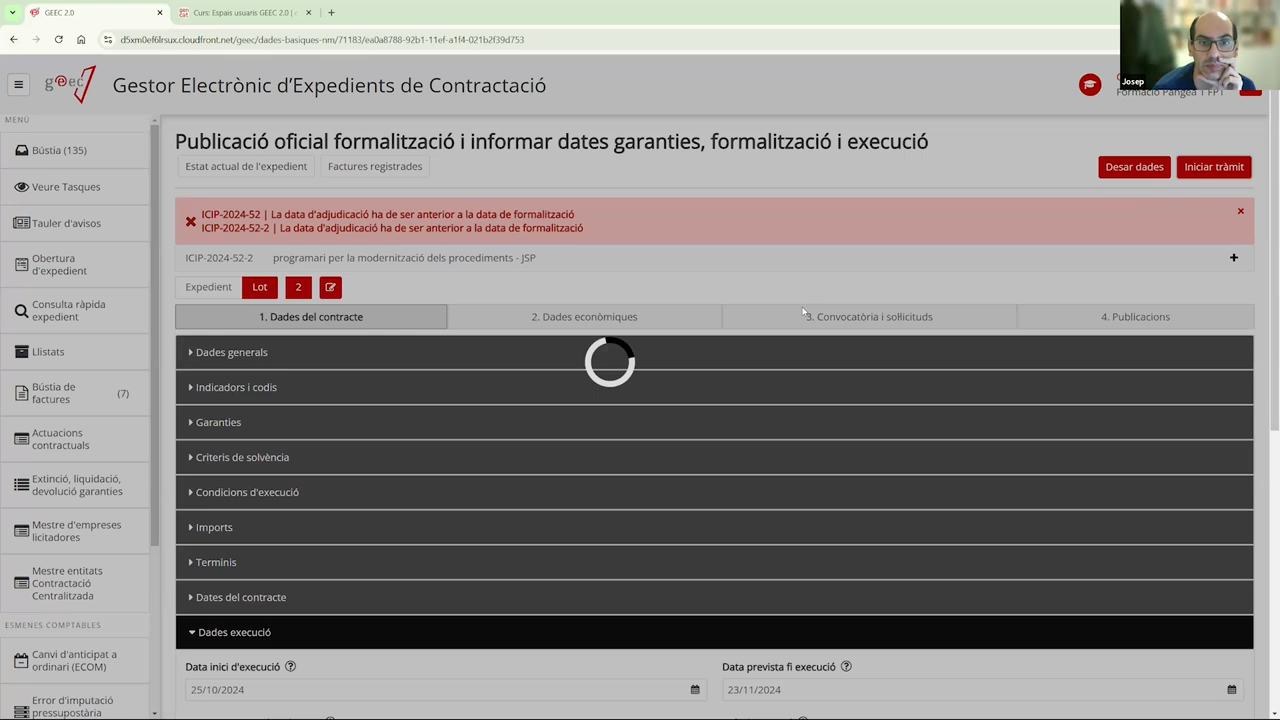 GEEC 2.0
Curs: Espais usuaris GEEC 2.0 |
d5xm0ef6lrsux.cloudfront.net/geec/dades-basiques-nm/71183/ea0a8788-92b1-11ef-a1f4-021b2f39d753
Josep
geec
Gestor Electrònic d'Expedients de Contractació
Formació Pangea 1 FPT
MENÚ
Bústia (135)
Veure Tasques
Tauler d'avisos
Obertura
d'expedient
Consulta ràpida
expedient
Llistats
Bústia de
factures (7)
Actuacions
contractuals
Extinció, liquidació,
devolució garanties
Mestre d'empreses
licitadores
Mestre entitats
Contractació
Centralitzada
ESMENES COMPTABLES
Canvi d'anticipat a
ordinari (ECOM)
Error d'imputació
pressupostària
Publicació oficial formalització i informar dates garanties, formalització i execució
Estat actual de l'expedient Factures registrades Desar dades Iniciar tràmit
ICIP-2024-52 | La data d'adjudicació ha de ser anterior a la data de formalització
ICIP-2024-52-2 | La data d'adjudicació ha de ser anterior a la data de formalització
ICIP-2024-52-2 programari per la modernització dels procediments - JSP
Expedient Lot 2
1. Dades del contracte 2. Dades econòmiques 3. Convocatòria i sol·licituds 4. Publicacions
Dades generals
Indicadors i codis
Garanties
Criteris de solvència
Condicions d'execució
Imports
Terminis
Dates del contracte
Dades execució
Data inici d'execució Data prevista fi execució
25/10/2024 23/11/2024